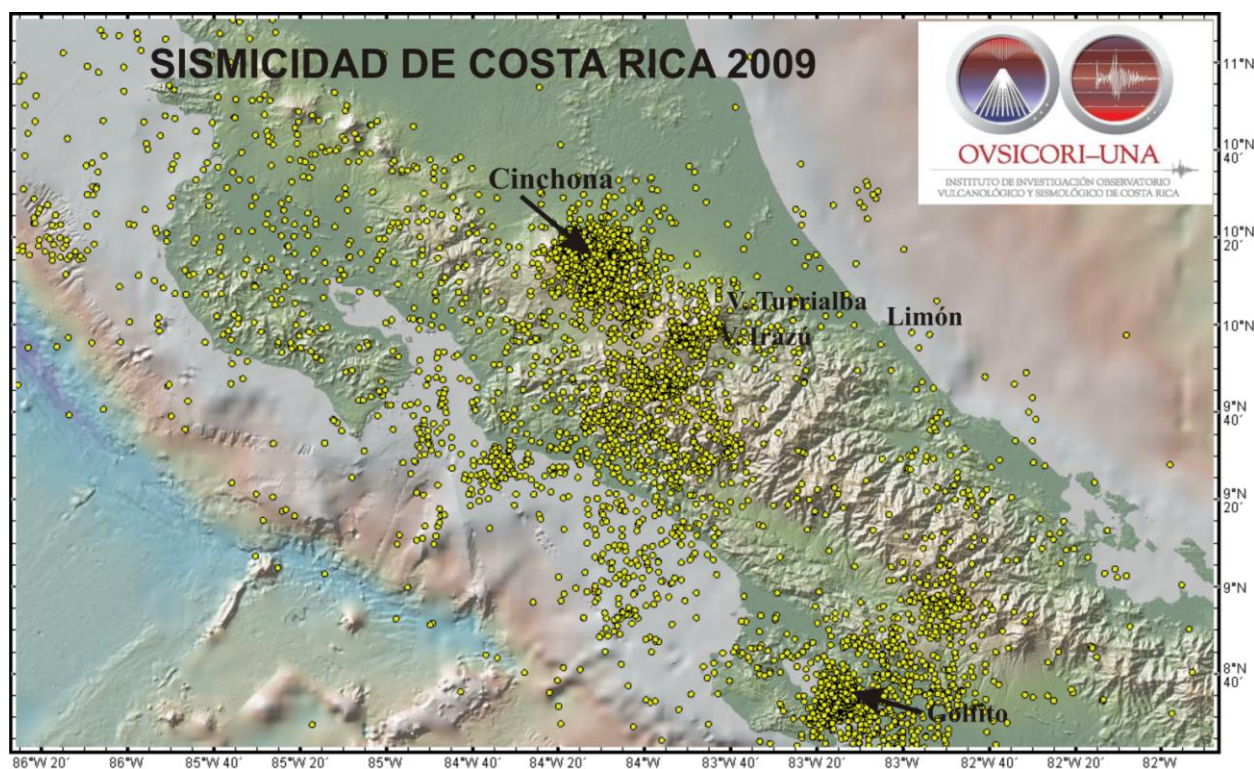 SISMICIDAD DE COSTA RICA 2009
OVSICORI–UNA
INSTITUTO DE INVESTIGACIÓN OBSERVATORIO
VULCANOLÓGICO Y SISMOLÓGICO DE COSTA RICA
Cinchona
V. Turrialba
V. Irazú
Limón
Golfito
11°N
10°N
40´
10°N
20´
10°N
9°N
40´
9°N
20´
9°N
8°N
40´
86°W 20´ 86°W 85°W 40´ 85°W 20´ 85°W 84°W 40´ 84°W 20´ 84°W 83°W 40´ 83°W 20´ 83°W 82°W 40´ 82°W 20´ 82°W